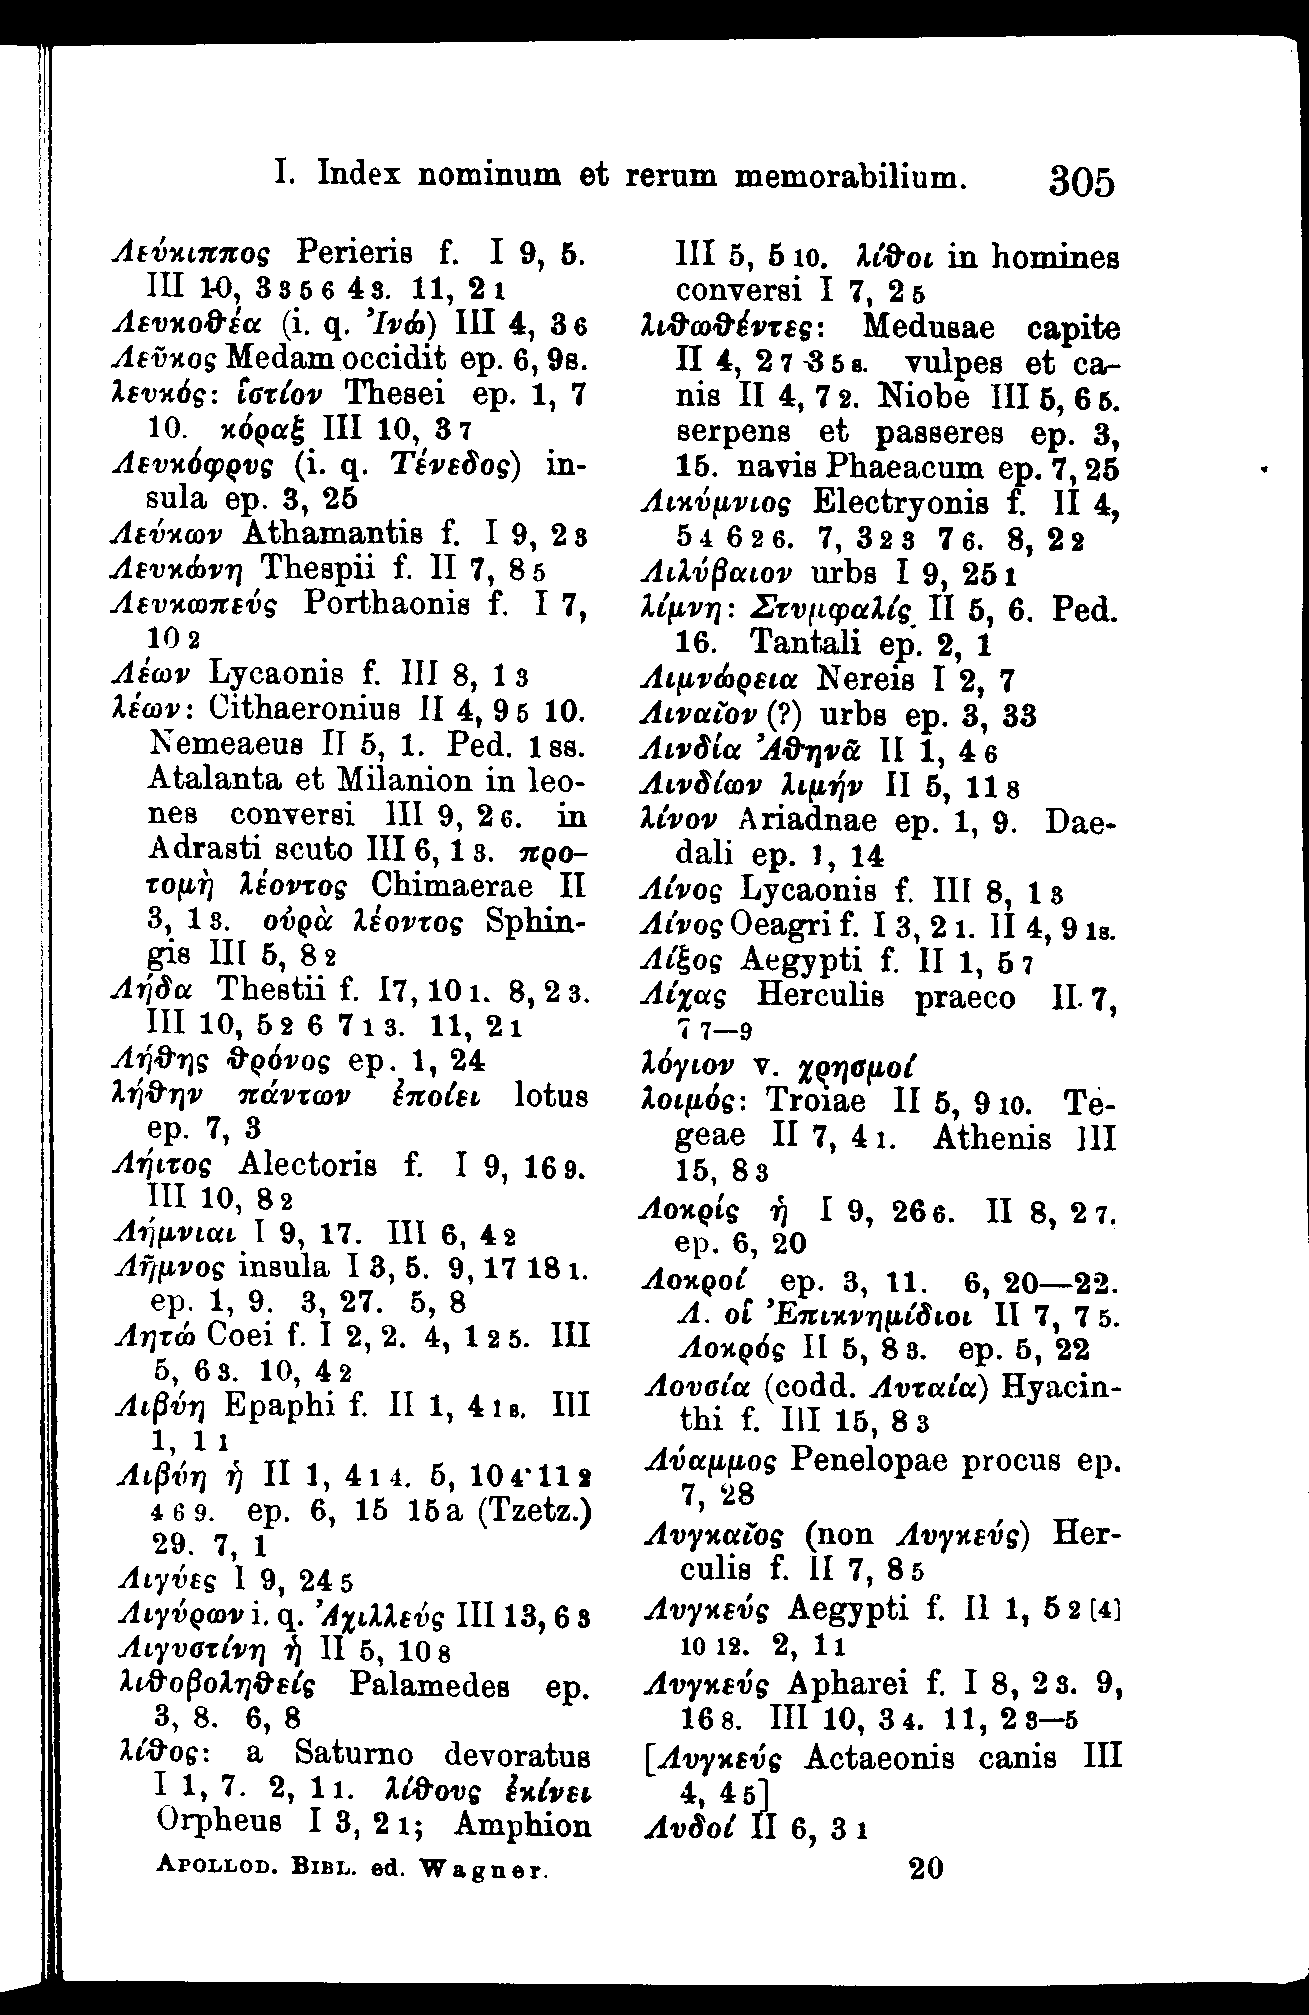 I. Index nominum et rerum memorabilium. 305
Λεύκιππος Perieris f. I 9, 5.
III 10, 3 3 5 6 4 3. 11, 2 1
Λευκοθέα (i. q. Ἰνώ) III 4, 3 6
Λεῦκος Medam occidit ep. 6, 9 s.
λευκός: ἱστίον Thesei ep. 1, 7
10. κόραξ III 10, 3 7
Λευκόφρυς (i. q. Τένεδος) in-
sula ep. 3, 25
Λεύκων Athamantis f. I 9, 2 3
Λευκώνη Thespii f. II 7, 8 5
Λευκωπεύς Porthaonis f. I 7,
10 2
Λέων Lycaonis f. III 8, 1 3
λέων: Cithaeronius II 4, 9 5 10.
Nemeaeus II 5, 1. Ped. 1 ss.
Atalanta et Milanion in leo-
nes conversi III 9, 2 6. in
Adrasti scuto III 6, 1 3. προ-
τομὴ λέοντος Chimaerae II
3, 1 3. οὐρὰ λέοντος Sphin-
gis III 5, 8 2
Λήδα Thestii f. I 7, 10 1. 8, 2 3.
III 10, 5 2 6 7 1 3. 11, 2 1
Λήθης θρόνος ep. 1, 24
λήθην πάντων ἐποίει lotus
ep. 7, 3
Λήιτος Alectoris f. I 9, 16 9.
III 10, 8 2
Λήμνιαι I 9, 17. III 6, 4 2
Λῆμνος insula I 3, 5. 9, 17 18 1.
ep. 1, 9. 3, 27. 5, 8
Λητώ Coei f. I 2, 2. 4, 1 2 5. III
5, 6 3. 10, 4 2
Λιβύη Epaphi f. II 1, 4 1 s. III
1, 1 1
Λιβύη ἡ II 1, 4 1 4. 5, 10 4 11 2
4 6 9. ep. 6, 15 15a (Tzetz.)
29. 7, 1
Λιγύες I 9, 24 5
Λιγύρων i. q. Ἀχιλλεύς III 13, 6 3
Λιγυστίνη ἡ II 5, 10 8
λιθοβοληθείς Palamedes ep.
3, 8. 6, 8
λίθος: a Saturno devoratus
I 1, 7. 2, 1 1. λίθους ἐκίνει
Orpheus I 3, 2 1; Amphion
III 5, 5 10. λίθοι in homines
conversi I 7, 2 5
λιθωθέντες: Medusae capite
II 4, 2 7 3 5 s. vulpes et ca-
nis II 4, 7 2. Niobe III 5, 6 5.
serpens et passeres ep. 3,
15. navis Phaeacum ep. 7, 25
Λικύμνιος Electryonis f. II 4,
5 4 6 2 6. 7, 3 2 3 7 6. 8, 2 2
Λιλύβαιον urbs I 9, 25 1
λίμνη: Στυμφαλίς II 5, 6. Ped.
16. Tantali ep. 2, 1
Λιμνώρεια Nereis I 2, 7
Λιναῖον (?) urbs ep. 3, 33
Λινδία Ἀθηνᾶ II 1, 4 6
Λινδίων λιμήν II 5, 11 8
λίνον Ariadnae ep. 1, 9. Dae-
dali ep. 1, 14
Λίνος Lycaonis f. III 8, 1 3
Λίνος Oeagri f. I 3, 2 1. II 4, 9 1 s.
Λίξος Aegypti f. II 1, 5 7
Λίχας Herculis praeco II 7,
7 7—9
λόγιον v. χρησμοί
λοιμός: Troiae II 5, 9 10. Te-
geae II 7, 4 1. Athenis III
15, 8 3
Λοκρίς ἡ I 9, 26 6. II 8, 2 7.
ep. 6, 20
Λοκροί ep. 3, 11. 6, 20—22.
Λ. οἱ Ἐπικνημίδιοι II 7, 7 5.
Λοκρός II 5, 8 3. ep. 5, 22
Λουσία (codd. Λυταία) Hyacin-
thi f. III 15, 8 3
Λύαμμος Penelopae procus ep.
7, 28
Λυγκαῖος (non Λυγκεύς) Her-
culis f. II 7, 8 5
Λυγκεύς Aegypti f. II 1, 5 2 [4]
10 12. 2, 1 1
Λυγκεύς Apharei f. I 8, 2 3. 9,
16 8. III 10, 3 4. 11, 2 3—5
[Λυγκεύς Actaeonis canis III
4, 4 5]
Λυδοί II 6, 3 1
APOLLOD. BIBL. ed. Wagner. 20